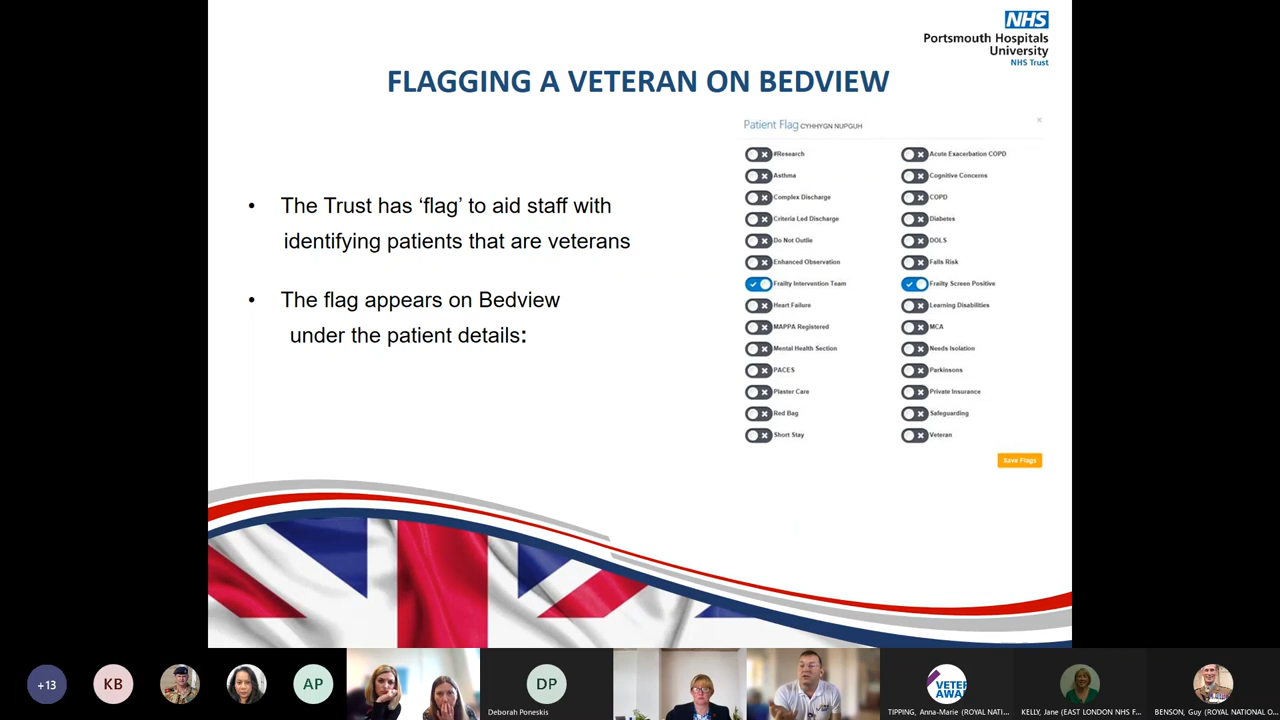 NHS
Portsmouth Hospitals
University
NHS Trust
FLAGGING A VETERAN ON BEDVIEW
• The Trust has ‘flag’ to aid staff with
identifying patients that are veterans
• The flag appears on Bedview
under the patient details:
Patient Flag CYHHYGN NUPGUH
#Research
Acute Exacerbation COPD
Asthma
Cognitive Concerns
Complex Discharge
COPD
Criteria Led Discharge
Diabetes
Do Not Outlie
DOLS
Enhanced Observation
Falls Risk
Frailty Intervention Team
Frailty Screen Positive
Heart Failure
Learning Disabilities
MAPPA Registered
MCA
Mental Health Section
Needs Isolation
PACES
Parkinsons
Plaster Care
Private Insurance
Red Bag
Safeguarding
Short Stay
Veteran
Save Flags
+13
KB
AP
DP
Deborah Poneskis
VETER
AWA
TIPPING, Anna-Marie (ROYAL NATI...
KELLY, Jane (EAST LONDON NHS F...
BENSON, Guy (ROYAL NATIONAL O...